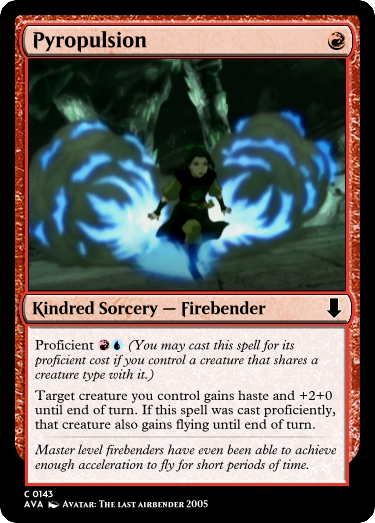 Pyropulsion
Kindred Sorcery — Firebender
Proficient (You may cast this spell for its
proficient cost if you control a creature that shares a
creature type with it.)
Target creature you control gains haste and +2+0
until end of turn. If this spell was cast proficiently,
that creature also gains flying until end of turn.
Master level firebenders have even been able to achieve
enough acceleration to fly for short periods of time.
C 0143
AVA Avatar: The last airbender 2005